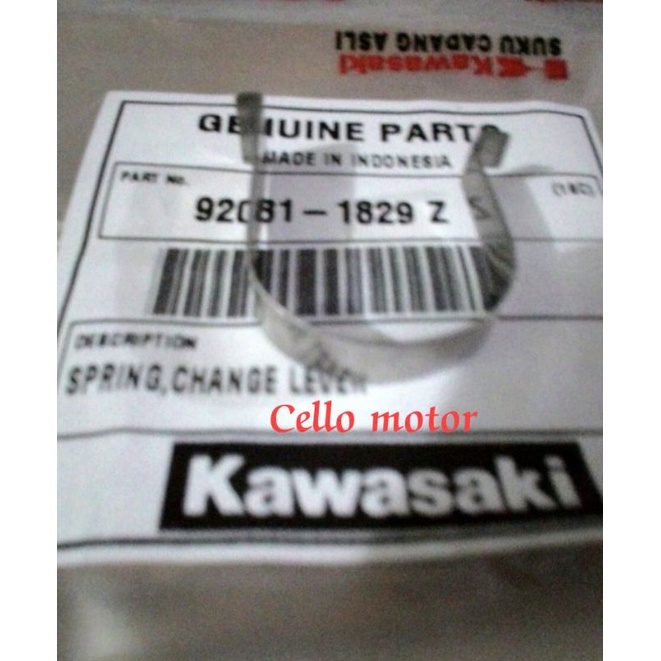 Kawasaki
SUKU CADANG ASLI
GENUINE PARTS
MADE IN INDONESIA
PART No.
92081-1829 Z
DESCRIPTION
SPRING,CHANGE LEVER
Cello motor
Kawasaki